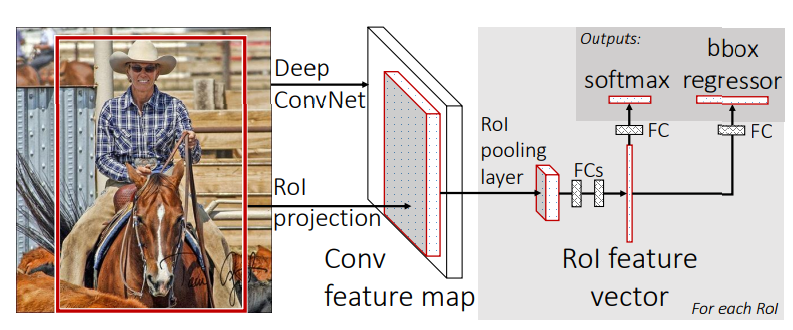 Deep
ConvNet
RoI
projection
Conv
feature map
RoI
pooling
layer
FCs
RoI feature
vector
Outputs:
softmax
bbox
regressor
FC
FC
For each RoI